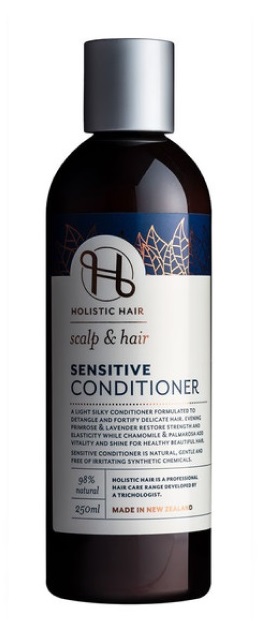 H
HOLISTIC HAIR
scalp & hair
SENSITIVE
CONDITIONER
A LIGHT SILKY CONDITIONER FORMULATED TO
DETANGLE AND FORTIFY DELICATE HAIR. EVENING
PRIMROSE & LAVENDER RESTORE STRENGTH AND
ELASTICITY WHILE CHAMOMILE & PALMAROSA ADD
VITALITY AND SHINE FOR HEALTHY BEAUTIFUL HAIR.
SENSITIVE CONDITIONER IS NATURAL, GENTLE AND
FREE OF IRRITATING SYNTHETIC CHEMICALS.
98%
natural
HOLISTIC HAIR IS A PROFESSIONAL
HAIR CARE RANGE DEVELOPED BY
A TRICHOLOGIST.
250ml
MADE IN NEW ZEALAND